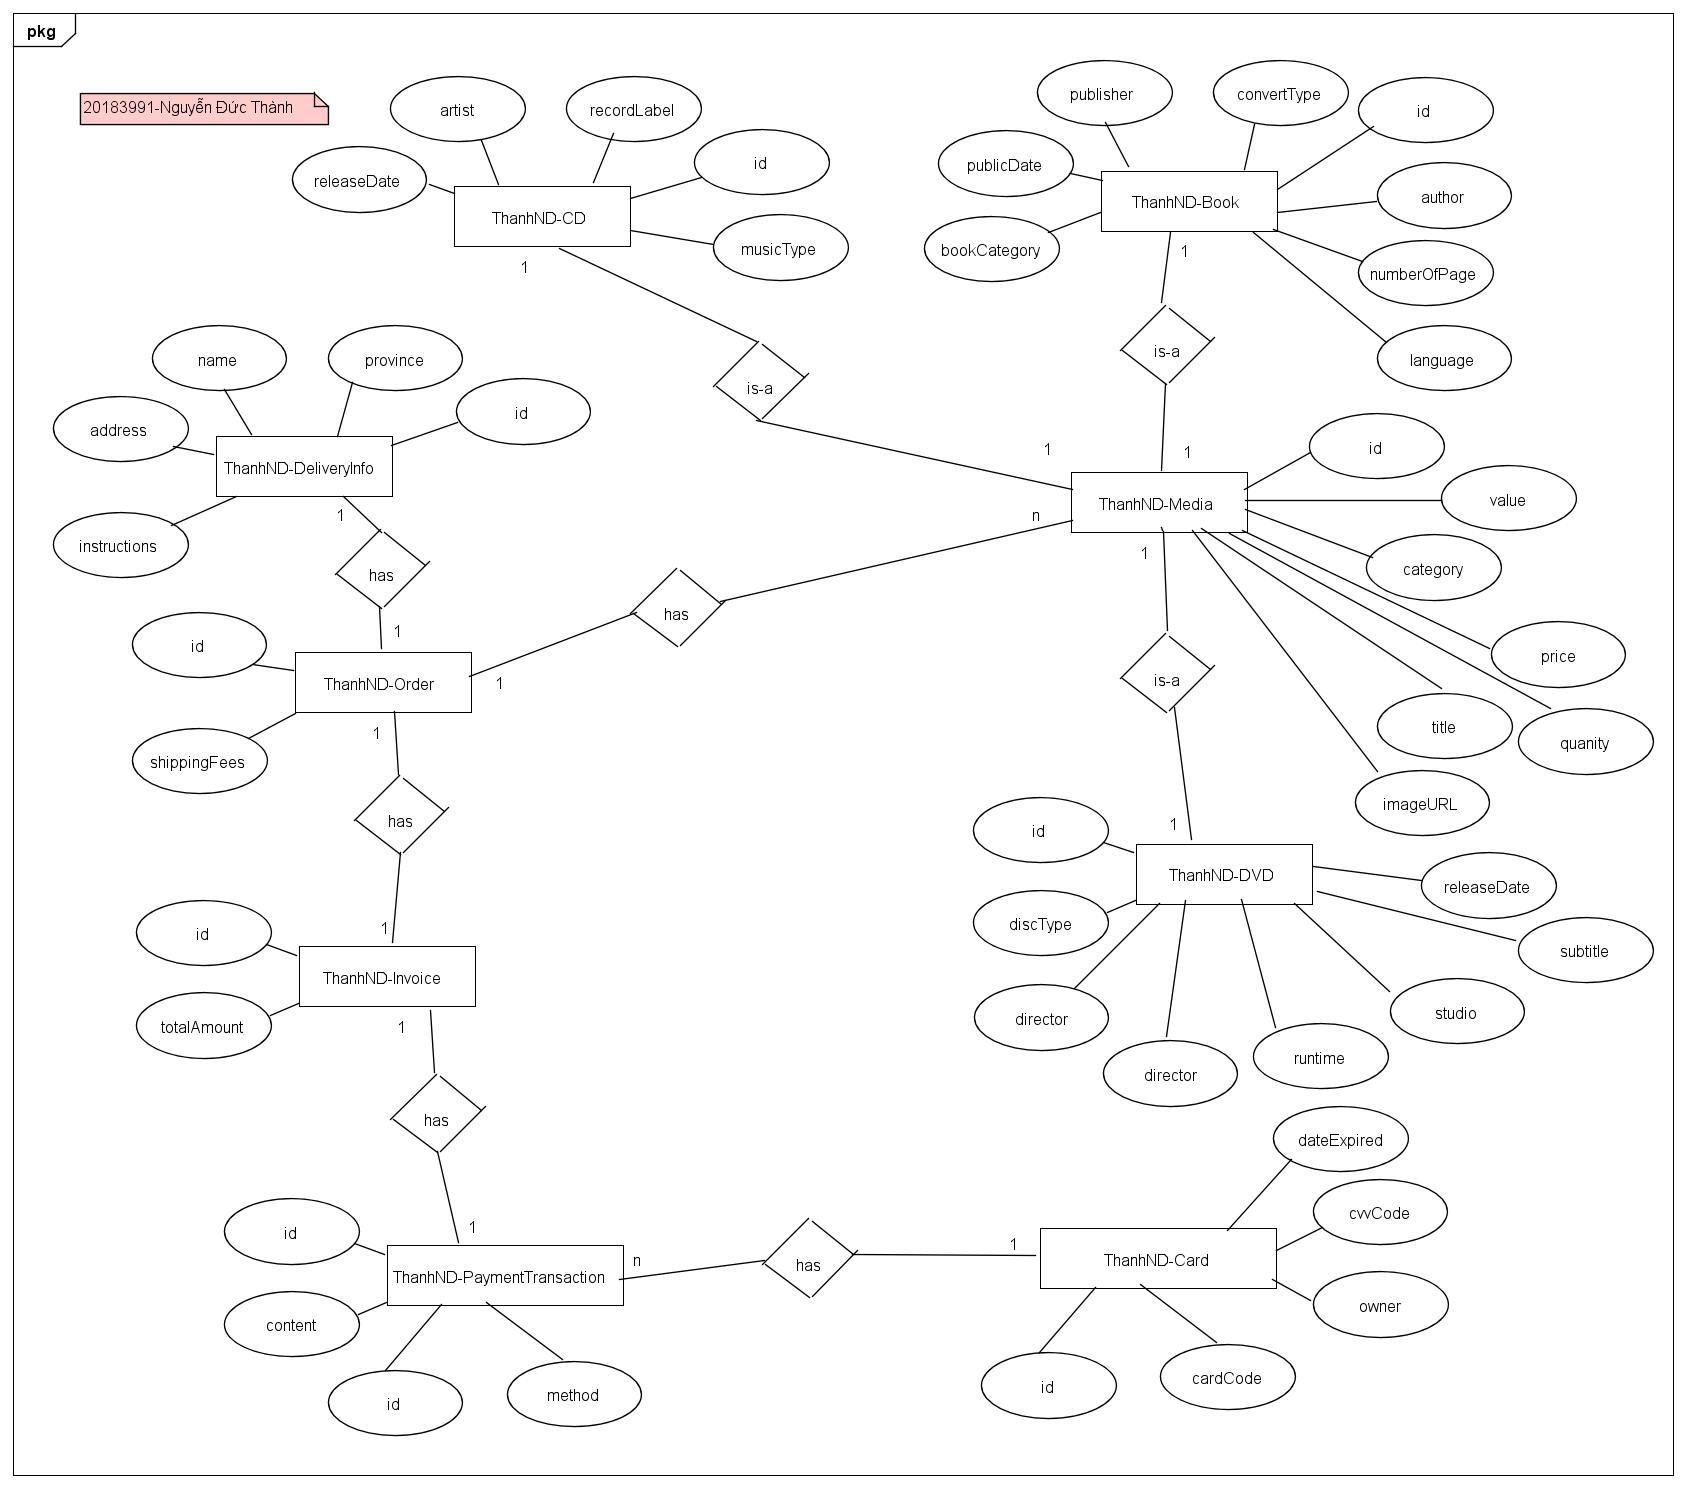 pkg
20183991-Nguyễn Đức Thành
artist
recordLabel
id
releaseDate
ThanhND-CD
musicType
1
publisher
convertType
id
publicDate
author
ThanhND-Book
bookCategory
numberOfPage
language
1
is-a
is-a
name
province
id
address
ThanhND-DeliveryInfo
instructions
1
has
1
1
1
n
id
value
ThanhND-Media
category
1
price
title
quanity
imageURL
has
id
ThanhND-Order
1
shippingFees
1
is-a
has
1
id
ThanhND-DVD
releaseDate
discType
subtitle
director
director
runtime
studio
1
id
ThanhND-Invoice
totalAmount
1
has
1
id
ThanhND-PaymentTransaction
content
id
method
n
has
1
dateExpired
cvvCode
ThanhND-Card
owner
id
cardCode